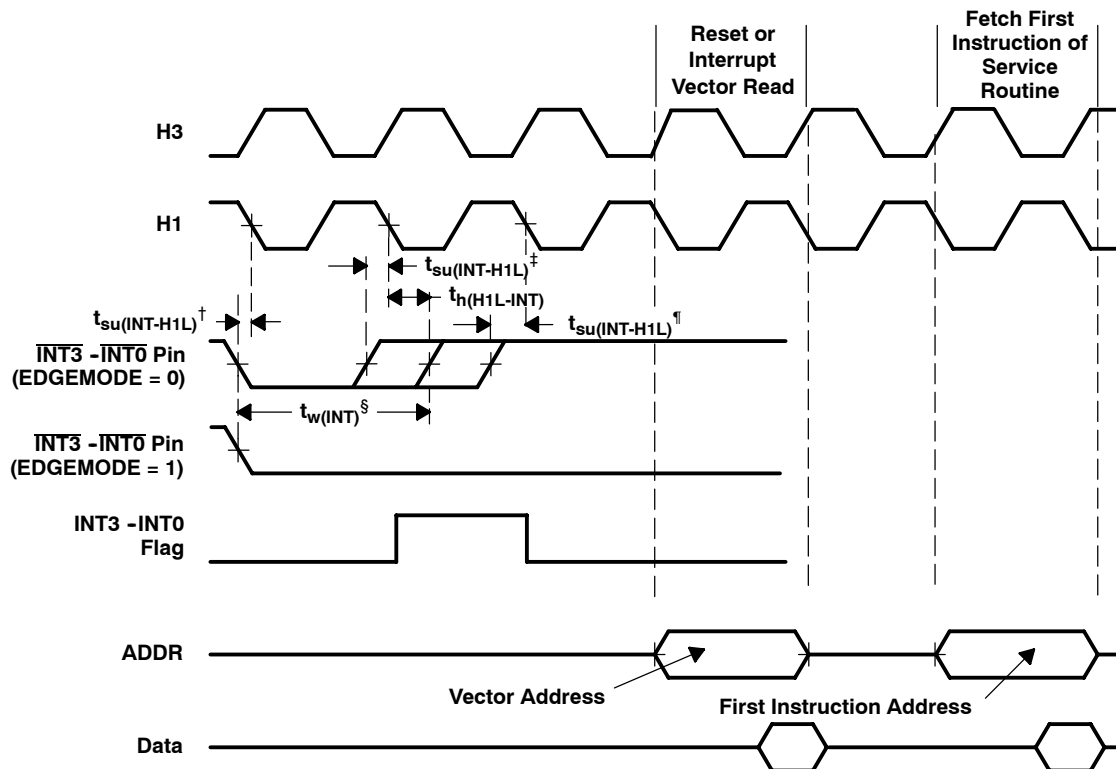 Reset or
Interrupt
Vector Read
Fetch First
Instruction of
Service
Routine
H3
H1
tsu(INT-H1L)‡
th(H1L-INT)
tsu(INT-H1L)†
tsu(INT-H1L)¶
INT3 -INT0 Pin
(EDGEMODE = 0)
tw(INT)§
INT3 -INT0 Pin
(EDGEMODE = 1)
INT3 -INT0
Flag
ADDR
Vector Address
First Instruction Address
Data